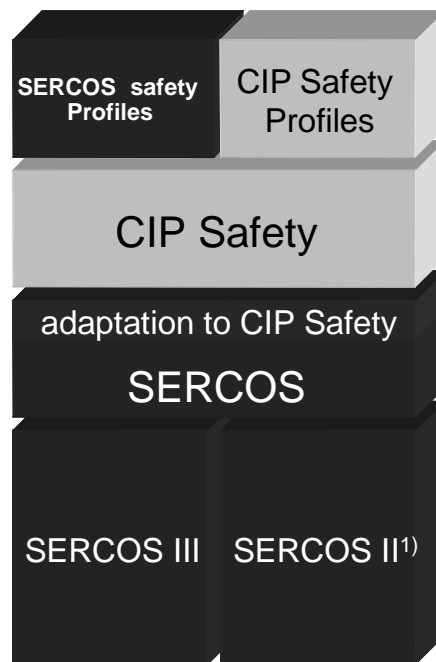 SERCOS safety
Profiles
CIP Safety
Profiles
CIP Safety
adaptation to CIP Safety
SERCOS
SERCOS III
SERCOS II¹⁾